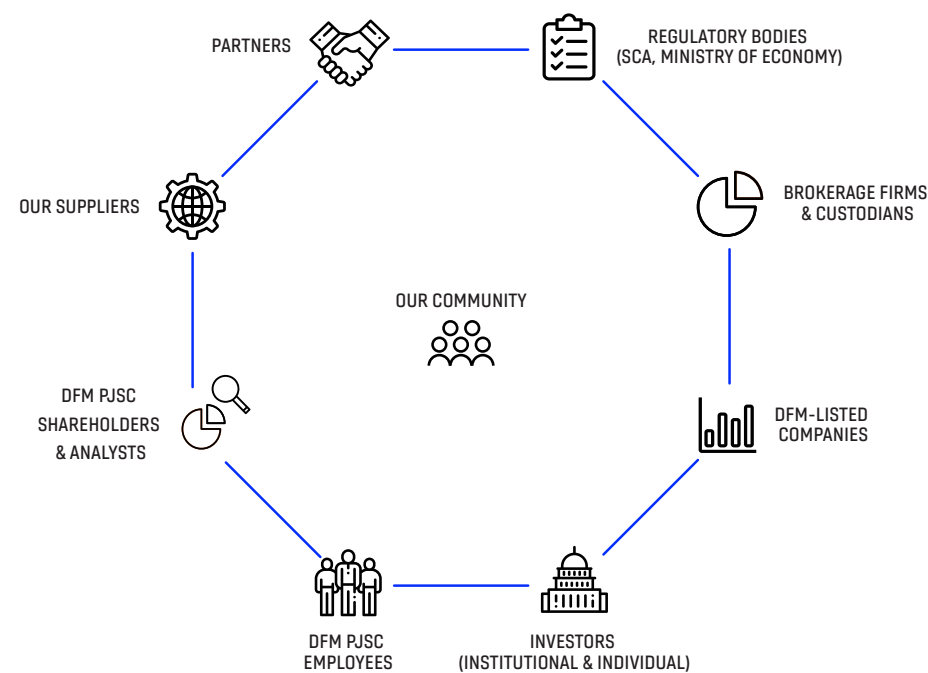 PARTNERS
REGULATORY BODIES
(SCA, MINISTRY OF ECONOMY)
OUR SUPPLIERS
BROKERAGE FIRMS
& CUSTODIANS
OUR COMMUNITY
DFM PJSC
SHAREHOLDERS
& ANALYSTS
DFM-LISTED
COMPANIES
DFM PJSC
EMPLOYEES
INVESTORS
(INSTITUTIONAL & INDIVIDUAL)